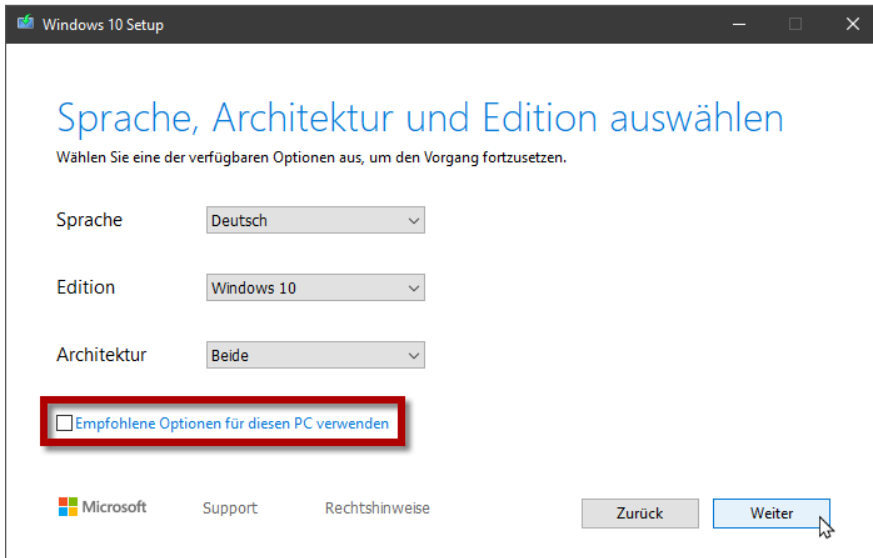 Windows 10 Setup
Sprache, Architektur und Edition auswählen
Wählen Sie eine der verfügbaren Optionen aus, um den Vorgang fortzusetzen.
Sprache Deutsch
Edition Windows 10
Architektur Beide
Empfohlene Optionen für diesen PC verwenden
Microsoft Support Rechtshinweise Zurück Weiter